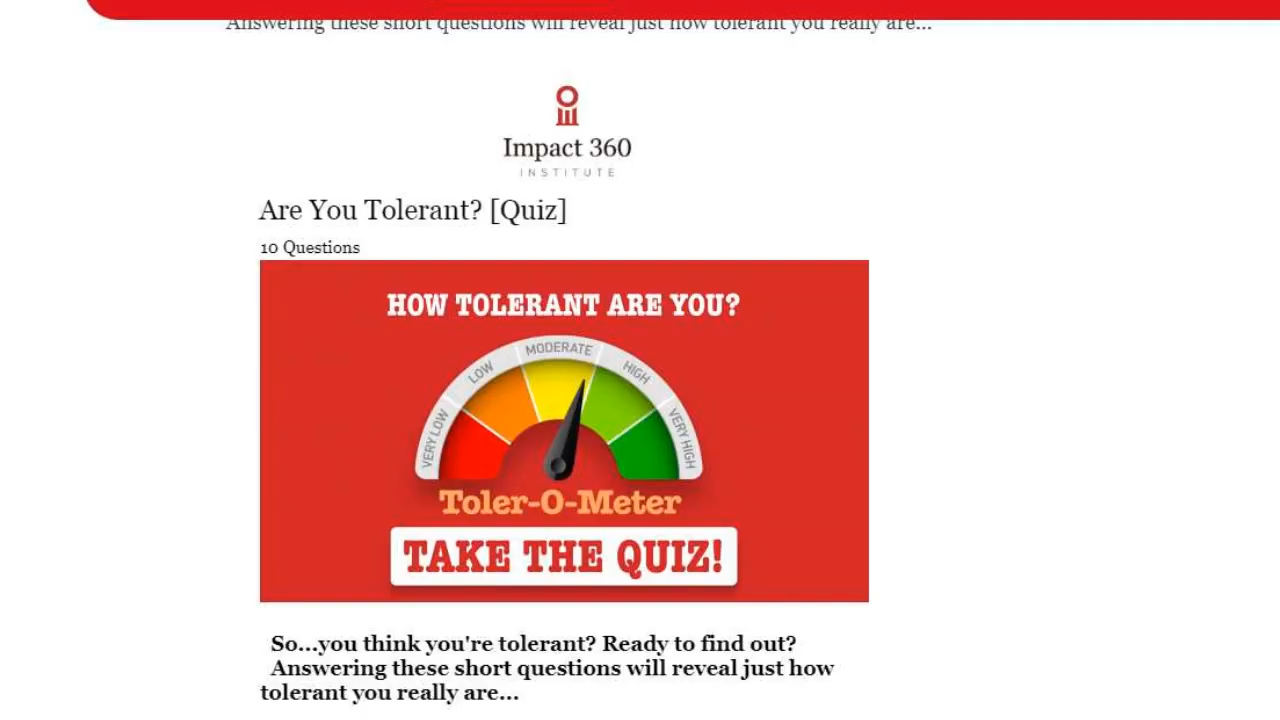 Answering these short questions will reveal just how tolerant you really are...
Impact 360
INSTITUTE
Are You Tolerant? [Quiz]
10 Questions
HOW TOLERANT ARE YOU?
VERY LOW
LOW
MODERATE
HIGH
VERY HIGH
Toler-O-Meter
TAKE THE QUIZ!
So...you think you're tolerant? Ready to find out?
Answering these short questions will reveal just how
tolerant you really are...